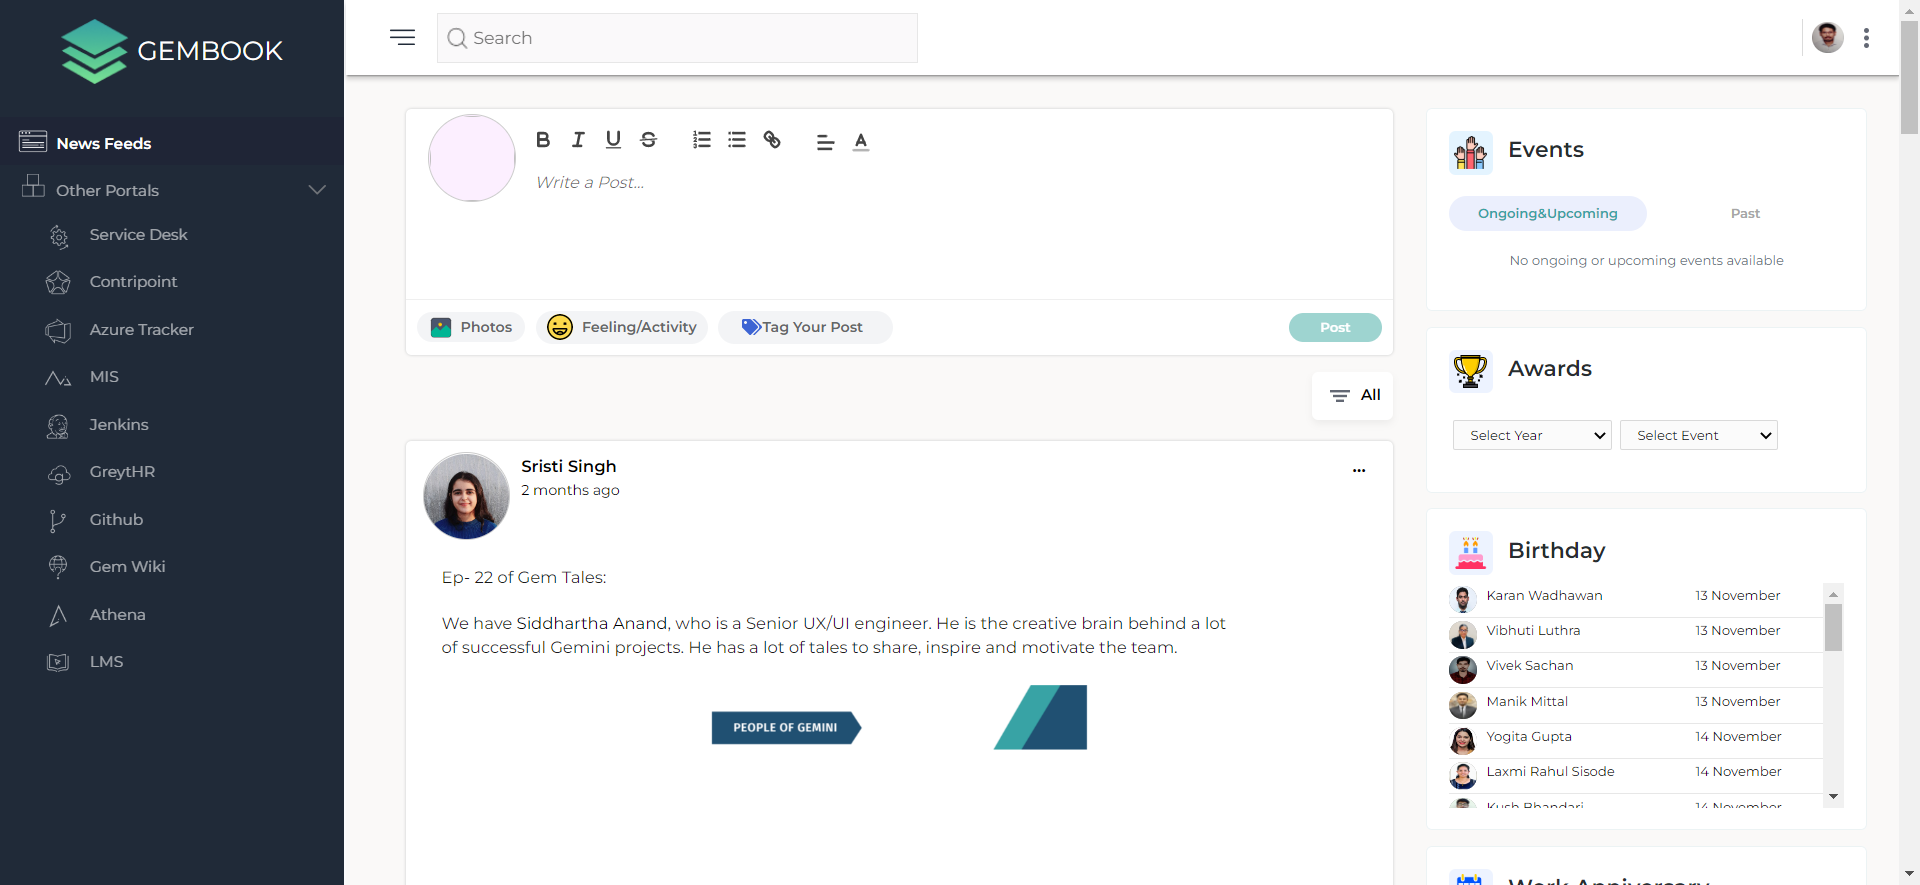 GEMBOOK
Search
News Feeds
Other Portals
Service Desk
Contripoint
Azure Tracker
MIS
Jenkins
GreytHR
Github
Gem Wiki
Athena
LMS
B I U S A
Write a Post...
Photos Feeling/Activity Tag Your Post Post
All
Sristi Singh
2 months ago
Ep- 22 of Gem Tales:
We have Siddhartha Anand, who is a Senior UX/UI engineer. He is the creative brain behind a lot
of successful Gemini projects. He has a lot of tales to share, inspire and motivate the team.
PEOPLE OF GEMINI
Events
Ongoing&Upcoming Past
No ongoing or upcoming events available
Awards
Select Year Select Event
Birthday
Karan Wadhawan 13 November
Vibhuti Luthra 13 November
Vivek Sachan 13 November
Manik Mittal 13 November
Yogita Gupta 14 November
Laxmi Rahul Sisode 14 November
Kush Bhandari 14 November
Work Anniversary